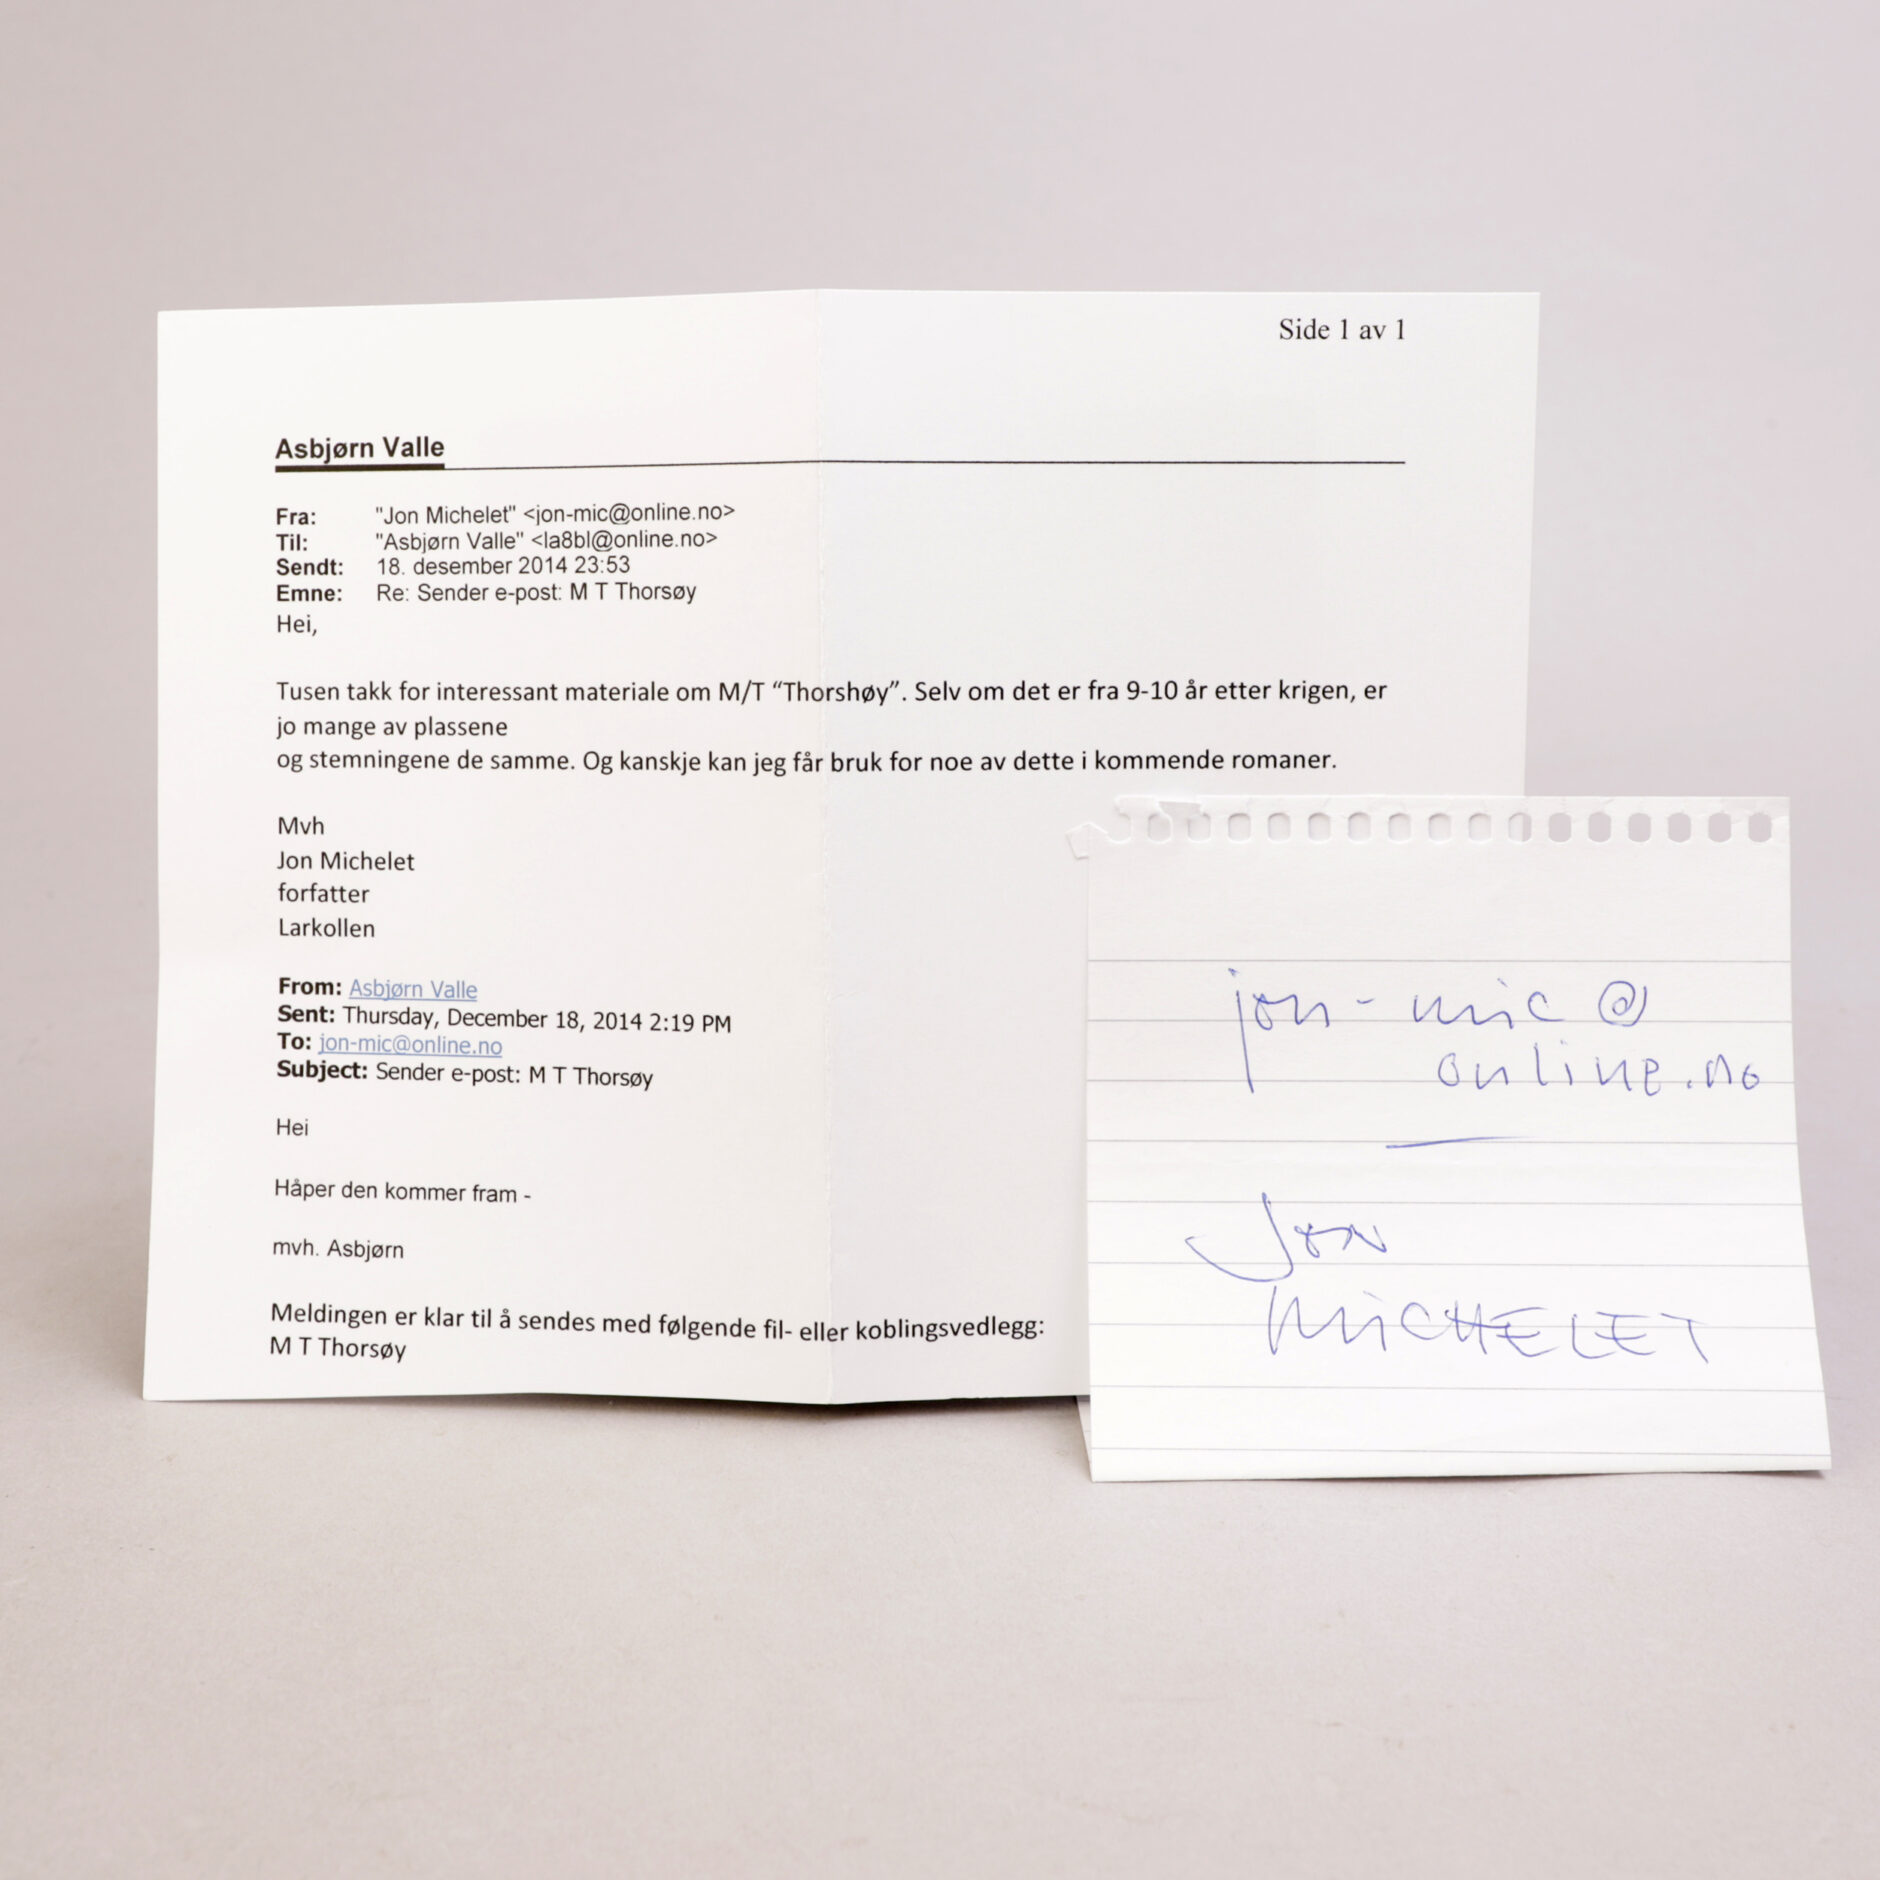 Side 1 av 1
Asbjørn Valle
Fra: "Jon Michelet" <jon-mic@online.no>
Til: "Asbjørn Valle" <la8bl@online.no>
Sendt: 18. desember 2014 23:53
Emne: Re: Sender e-post: M T Thorsøy
Hei,
Tusen takk for interessant materiale om M/T “Thorshøy”. Selv om det er fra 9-10 år etter krigen, er
jo mange av plassene
og stemningene de samme. Og kanskje kan jeg får bruk for noe av dette i kommende romaner.
Mvh
Jon Michelet
forfatter
Larkollen
From: Asbjørn Valle
Sent: Thursday, December 18, 2014 2:19 PM
To: jon-mic@online.no
Subject: Sender e-post: M T Thorsøy
Hei
Håper den kommer fram -
mvh. Asbjørn
Meldingen er klar til å sendes med følgende fil- eller koblingsvedlegg:
M T Thorsøy
jon-mic @
online.no
Jon
MICHELET